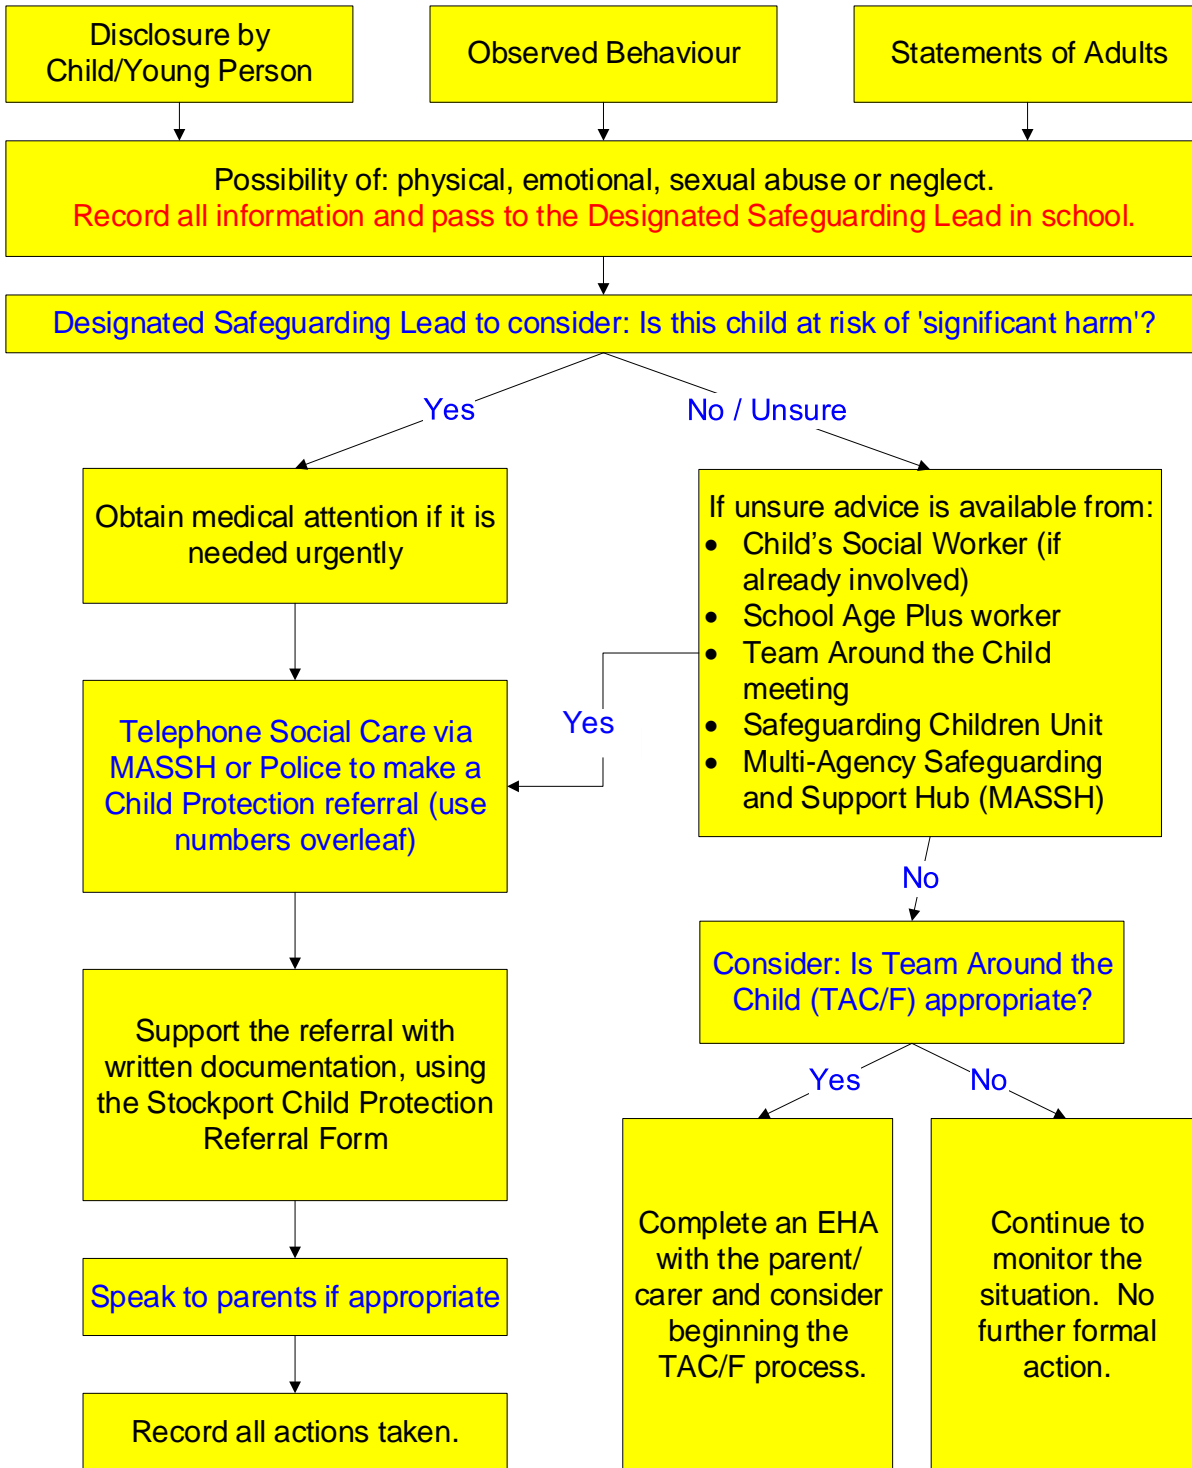 Disclosure by
Child/Young Person
Observed Behaviour
Statements of Adults
Possibility of: physical, emotional, sexual abuse or neglect.
Record all information and pass to the Designated Safeguarding Lead in school.
Designated Safeguarding Lead to consider: Is this child at risk of 'significant harm'?
Yes
No / Unsure
Obtain medical attention if it is
needed urgently
If unsure advice is available from:
• Child’s Social Worker (if
already involved)
• School Age Plus worker
• Team Around the Child
meeting
• Safeguarding Children Unit
• Multi-Agency Safeguarding
and Support Hub (MASSH)
Yes
Telephone Social Care via
MASSH or Police to make a
Child Protection referral (use
numbers overleaf)
No
Consider: Is Team Around the
Child (TAC/F) appropriate?
Support the referral with
written documentation, using
the Stockport Child Protection
Referral Form
Yes
No
Complete an EHA
with the parent/
carer and consider
beginning the
TAC/F process.
Continue to
monitor the
situation.  No
further formal
action.
Speak to parents if appropriate
Record all actions taken.